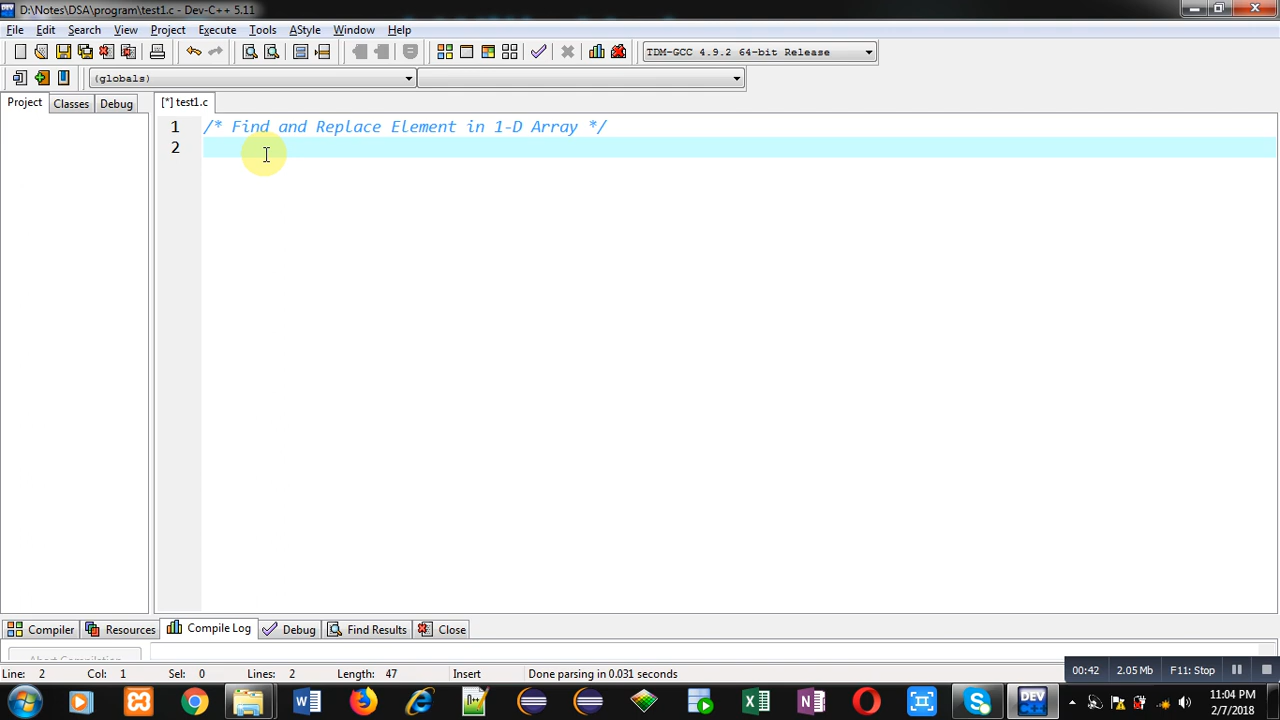 D:\Notes\DSA\program\test1.c - Dev-C++ 5.11
File Edit Search View Project Execute Tools AStyle Window Help
TDM-GCC 4.9.2 64-bit Release
(globals)
Project Classes Debug [*] test1.c
1 /* Find and Replace Element in 1-D Array */
2
Compiler Resources Compile Log Debug Find Results Close
Abort Compilation
Line: 2 Col: 1 Sel: 0 Lines: 2 Length: 47 Insert Done parsing in 0.031 seconds
00:42 2.05 Mb F11: Stop
DEV
11:04 PM
2/7/2018